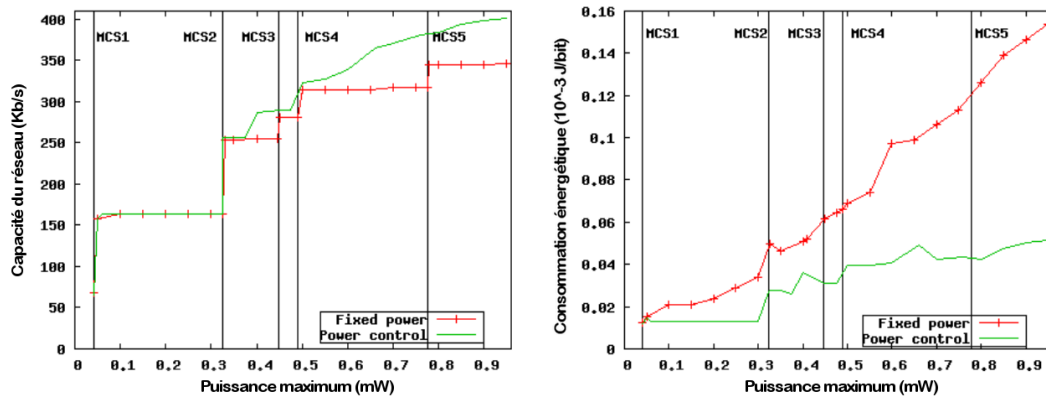 400
350
300
250
200
150
100
50
0
Capacité du réseau (Kb/s)
MCS1
MCS2
MCS3
MCS4
MCS5
Fixed power
Power control
0 0.1 0.2 0.3 0.4 0.5 0.6 0.7 0.8 0.9
Puissance maximum (mW)
0.16
0.14
0.12
0.1
0.08
0.06
0.04
0.02
0
Consommation énergétique (10^-3 J/bit)
MCS1
MCS2
MCS3
MCS4
MCS5
Fixed power
Power control
0 0.1 0.2 0.3 0.4 0.5 0.6 0.7 0.8 0.9
Puissance maximum (mW)